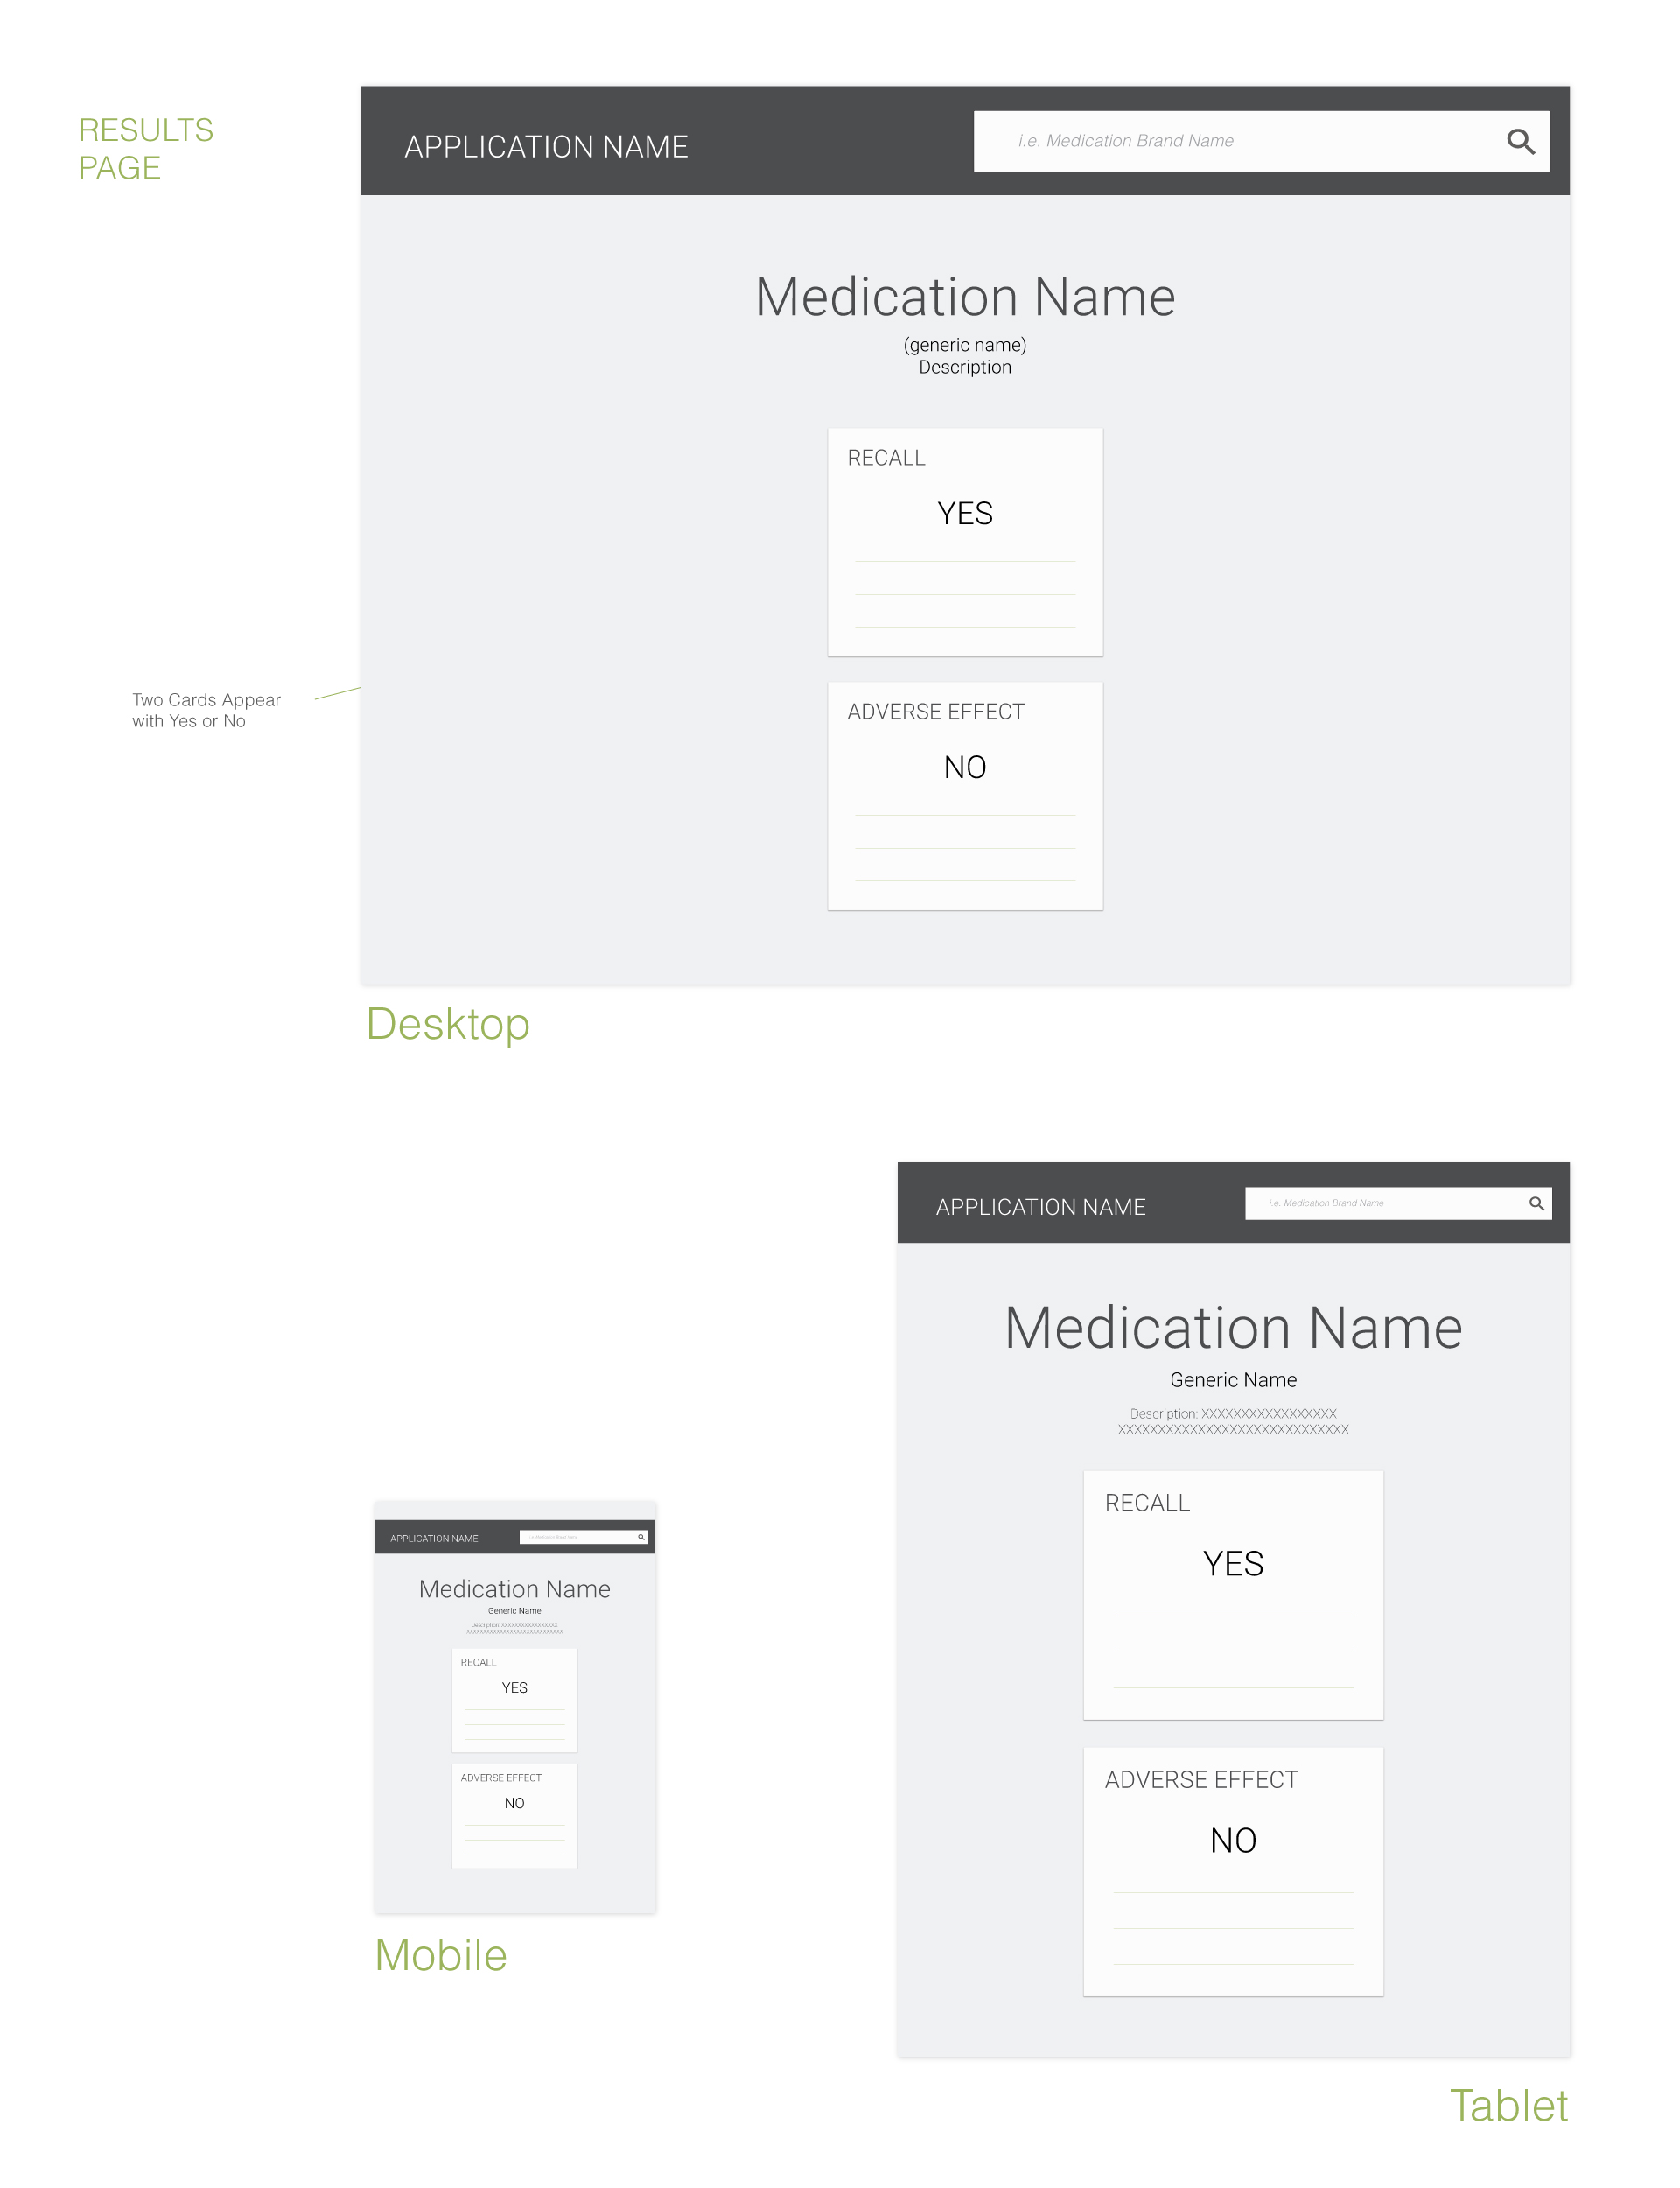 RESULTS
PAGE
APPLICATION NAME
i.e. Medication Brand Name
Medication Name
(generic name)
Description
RECALL
YES
Two Cards Appear
with Yes or No
ADVERSE EFFECT
NO
Desktop
APPLICATION NAME
i.e. Medication Brand Name
Medication Name
Generic Name
Description: XXXXXXXXXXXXXXXXX
XXXXXXXXXXXXXXXXXXXXXXXXXXXXX
RECALL
YES
ADVERSE EFFECT
NO
Tablet
APPLICATION NAME
i.e. Medication Brand Name
Medication Name
Generic Name
Description: XXXXXXXXXXXXXXXXX
XXXXXXXXXXXXXXXXXXXXXXXXXXXXX
RECALL
YES
ADVERSE EFFECT
NO
Mobile